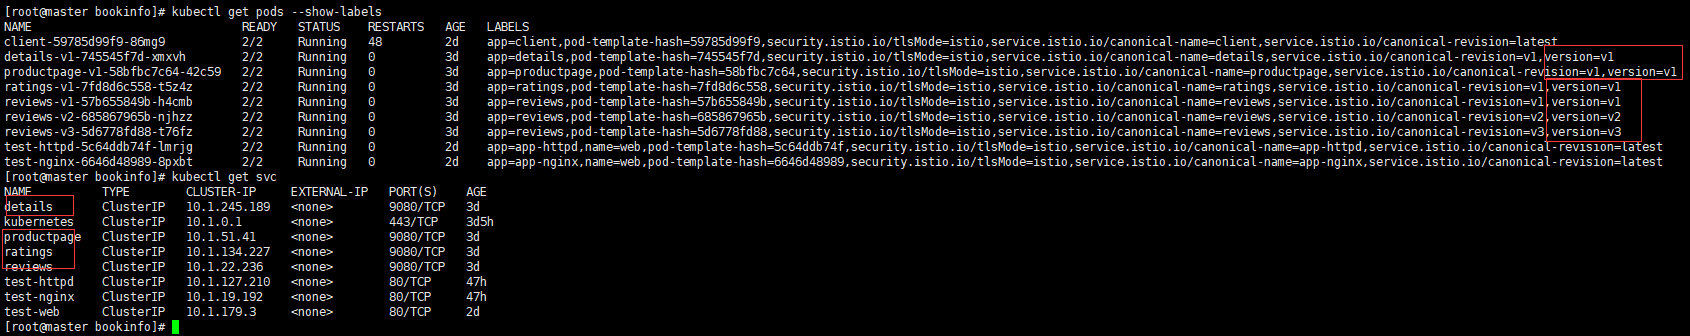 [root@master bookinfo]# kubectl get pods --show-labels
NAME                              READY   STATUS    RESTARTS   AGE   LABELS
client-59785d99f9-86mg9           2/2     Running   48         2d    app=client,pod-template-hash=59785d99f9,security.istio.io/tlsMode=istio,service.istio.io/canonical-name=client,service.istio.io/canonical-revision=latest
details-v1-745545f7d-xmxvh        2/2     Running   0          3d    app=details,pod-template-hash=745545f7d,security.istio.io/tlsMode=istio,service.istio.io/canonical-name=details,service.istio.io/canonical-revision=v1,version=v1
productpage-v1-58bfbc7c64-42c59   2/2     Running   0          3d    app=productpage,pod-template-hash=58bfbc7c64,security.istio.io/tlsMode=istio,service.istio.io/canonical-name=productpage,service.istio.io/canonical-revision=v1,version=v1
ratings-v1-7fd8d6c558-t5z4z       2/2     Running   0          3d    app=ratings,pod-template-hash=7fd8d6c558,security.istio.io/tlsMode=istio,service.istio.io/canonical-name=ratings,service.istio.io/canonical-revision=v1,version=v1
reviews-v1-57b655849b-h4cmb       2/2     Running   0          3d    app=reviews,pod-template-hash=57b655849b,security.istio.io/tlsMode=istio,service.istio.io/canonical-name=reviews,service.istio.io/canonical-revision=v1,version=v1
reviews-v2-685867965b-njhzz       2/2     Running   0          3d    app=reviews,pod-template-hash=685867965b,security.istio.io/tlsMode=istio,service.istio.io/canonical-name=reviews,service.istio.io/canonical-revision=v2,version=v2
reviews-v3-5d6778fd88-t76fz       2/2     Running   0          3d    app=reviews,pod-template-hash=5d6778fd88,security.istio.io/tlsMode=istio,service.istio.io/canonical-name=reviews,service.istio.io/canonical-revision=v3,version=v3
test-httpd-5c64ddb74f-lmrjg       2/2     Running   0          2d    app=app-httpd,name=web,pod-template-hash=5c64ddb74f,security.istio.io/tlsMode=istio,service.istio.io/canonical-name=app-httpd,service.istio.io/canonical-revision=latest
test-nginx-6646d48989-8pxbt       2/2     Running   0          2d    app=app-nginx,name=web,pod-template-hash=6646d48989,security.istio.io/tlsMode=istio,service.istio.io/canonical-name=app-nginx,service.istio.io/canonical-revision=latest
[root@master bookinfo]# kubectl get svc
NAME          TYPE        CLUSTER-IP     EXTERNAL-IP   PORT(S)    AGE
details       ClusterIP   10.1.245.189   <none>        9080/TCP   3d
kubernetes    ClusterIP   10.1.0.1       <none>        443/TCP    3d5h
productpage   ClusterIP   10.1.51.41     <none>        9080/TCP   3d
ratings       ClusterIP   10.1.134.227   <none>        9080/TCP   3d
reviews       ClusterIP   10.1.22.236    <none>        9080/TCP   3d
test-httpd    ClusterIP   10.1.127.210   <none>        80/TCP     47h
test-nginx    ClusterIP   10.1.19.192    <none>        80/TCP     47h
test-web      ClusterIP   10.1.179.3     <none>        80/TCP     2d
[root@master bookinfo]#